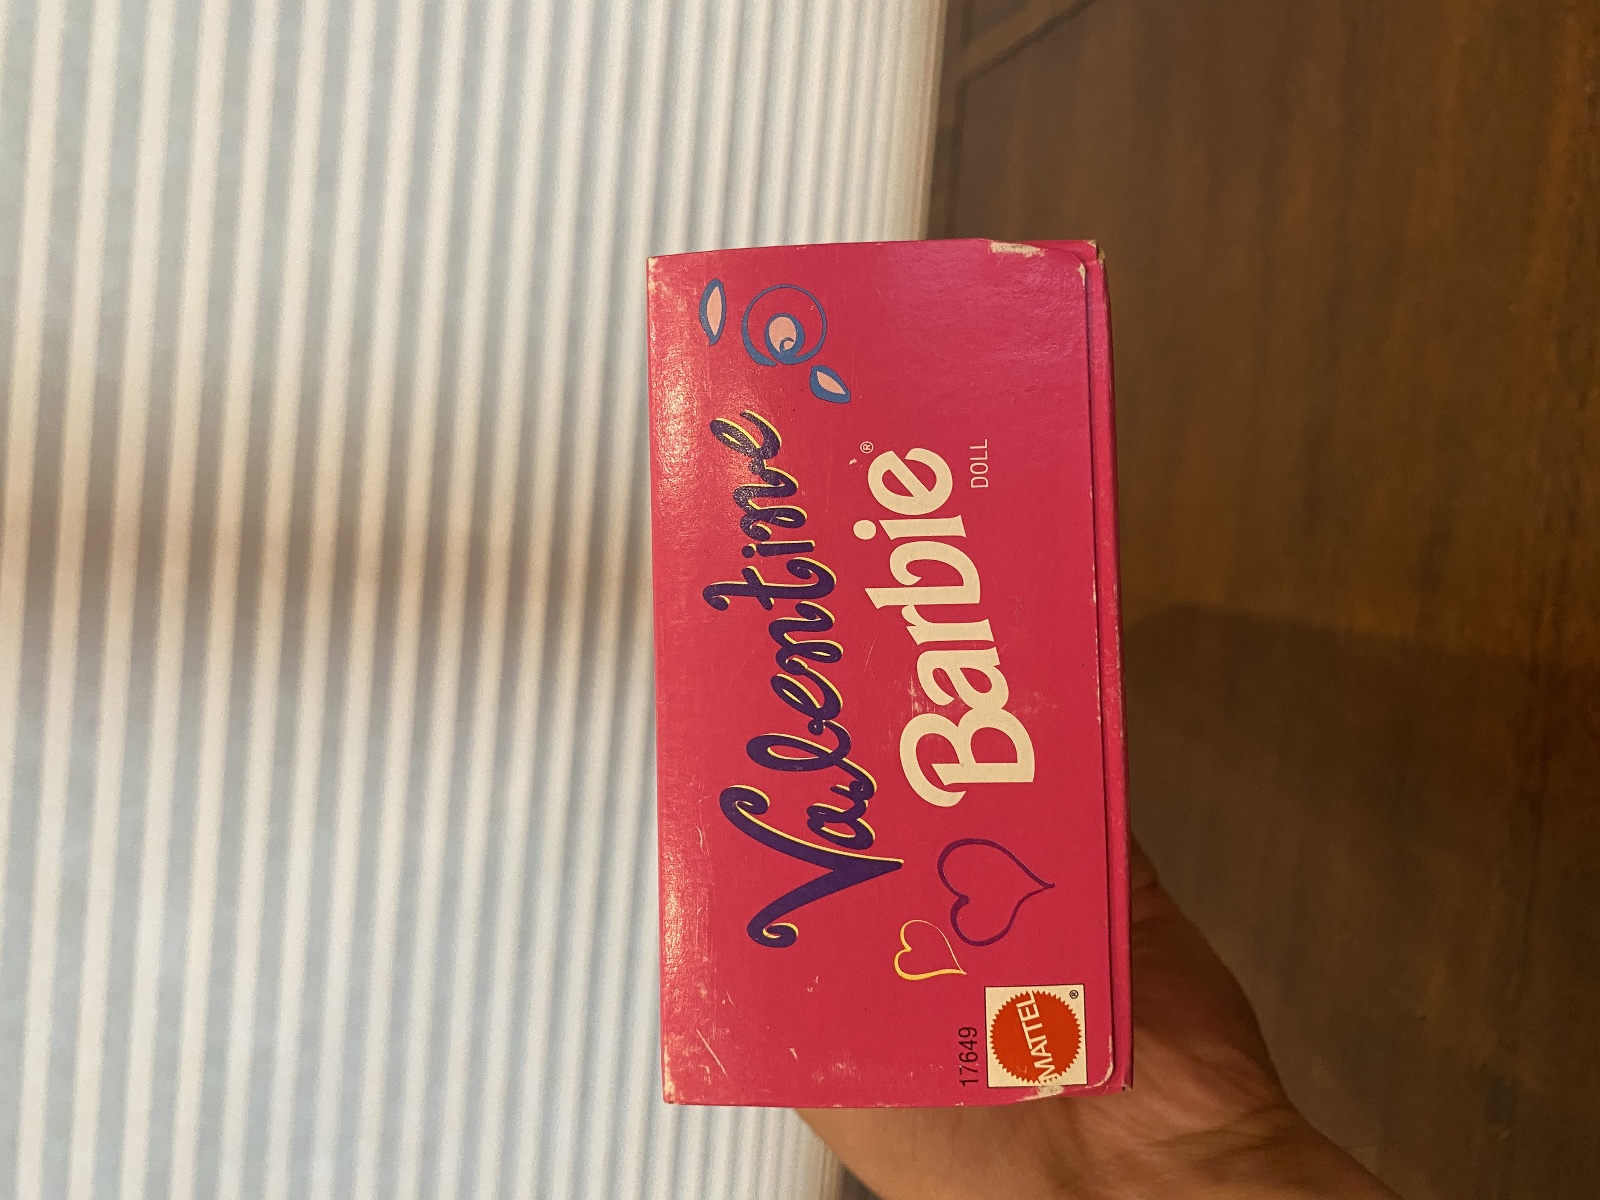 Valentine
Barbie®
DOLL
17649
MATTEL®